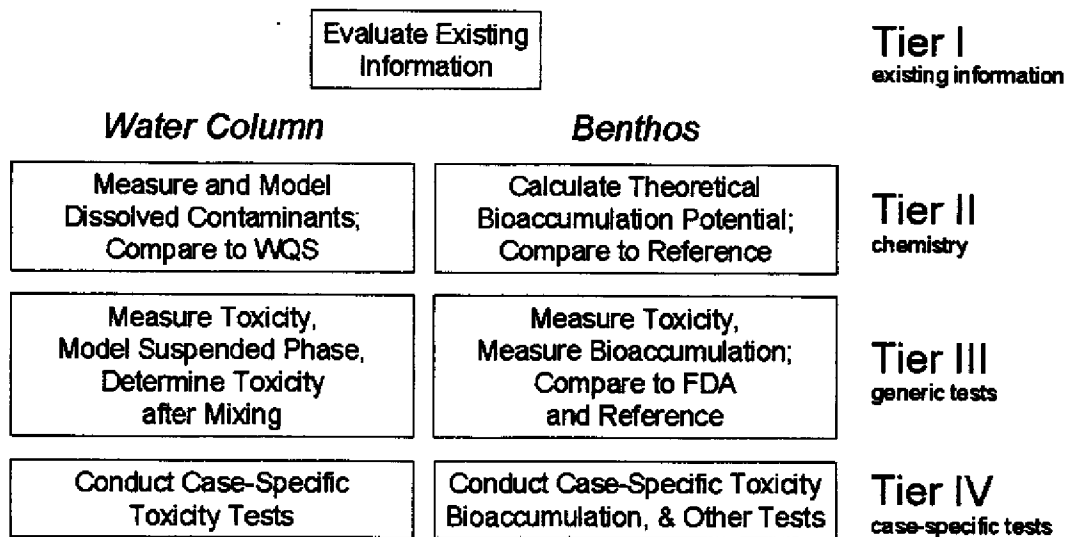 Evaluate Existing
Information
Tier I
existing information
Water Column
Benthos
Measure and Model
Dissolved Contaminants;
Compare to WQS
Calculate Theoretical
Bioaccumulation Potential;
Compare to Reference
Tier II
chemistry
Measure Toxicity,
Model Suspended Phase,
Determine Toxicity
after Mixing
Measure Toxicity,
Measure Bioaccumulation;
Compare to FDA
and Reference
Tier III
generic tests
Conduct Case-Specific
Toxicity Tests
Conduct Case-Specific Toxicity
Bioaccumulation, & Other Tests
Tier IV
case-specific tests